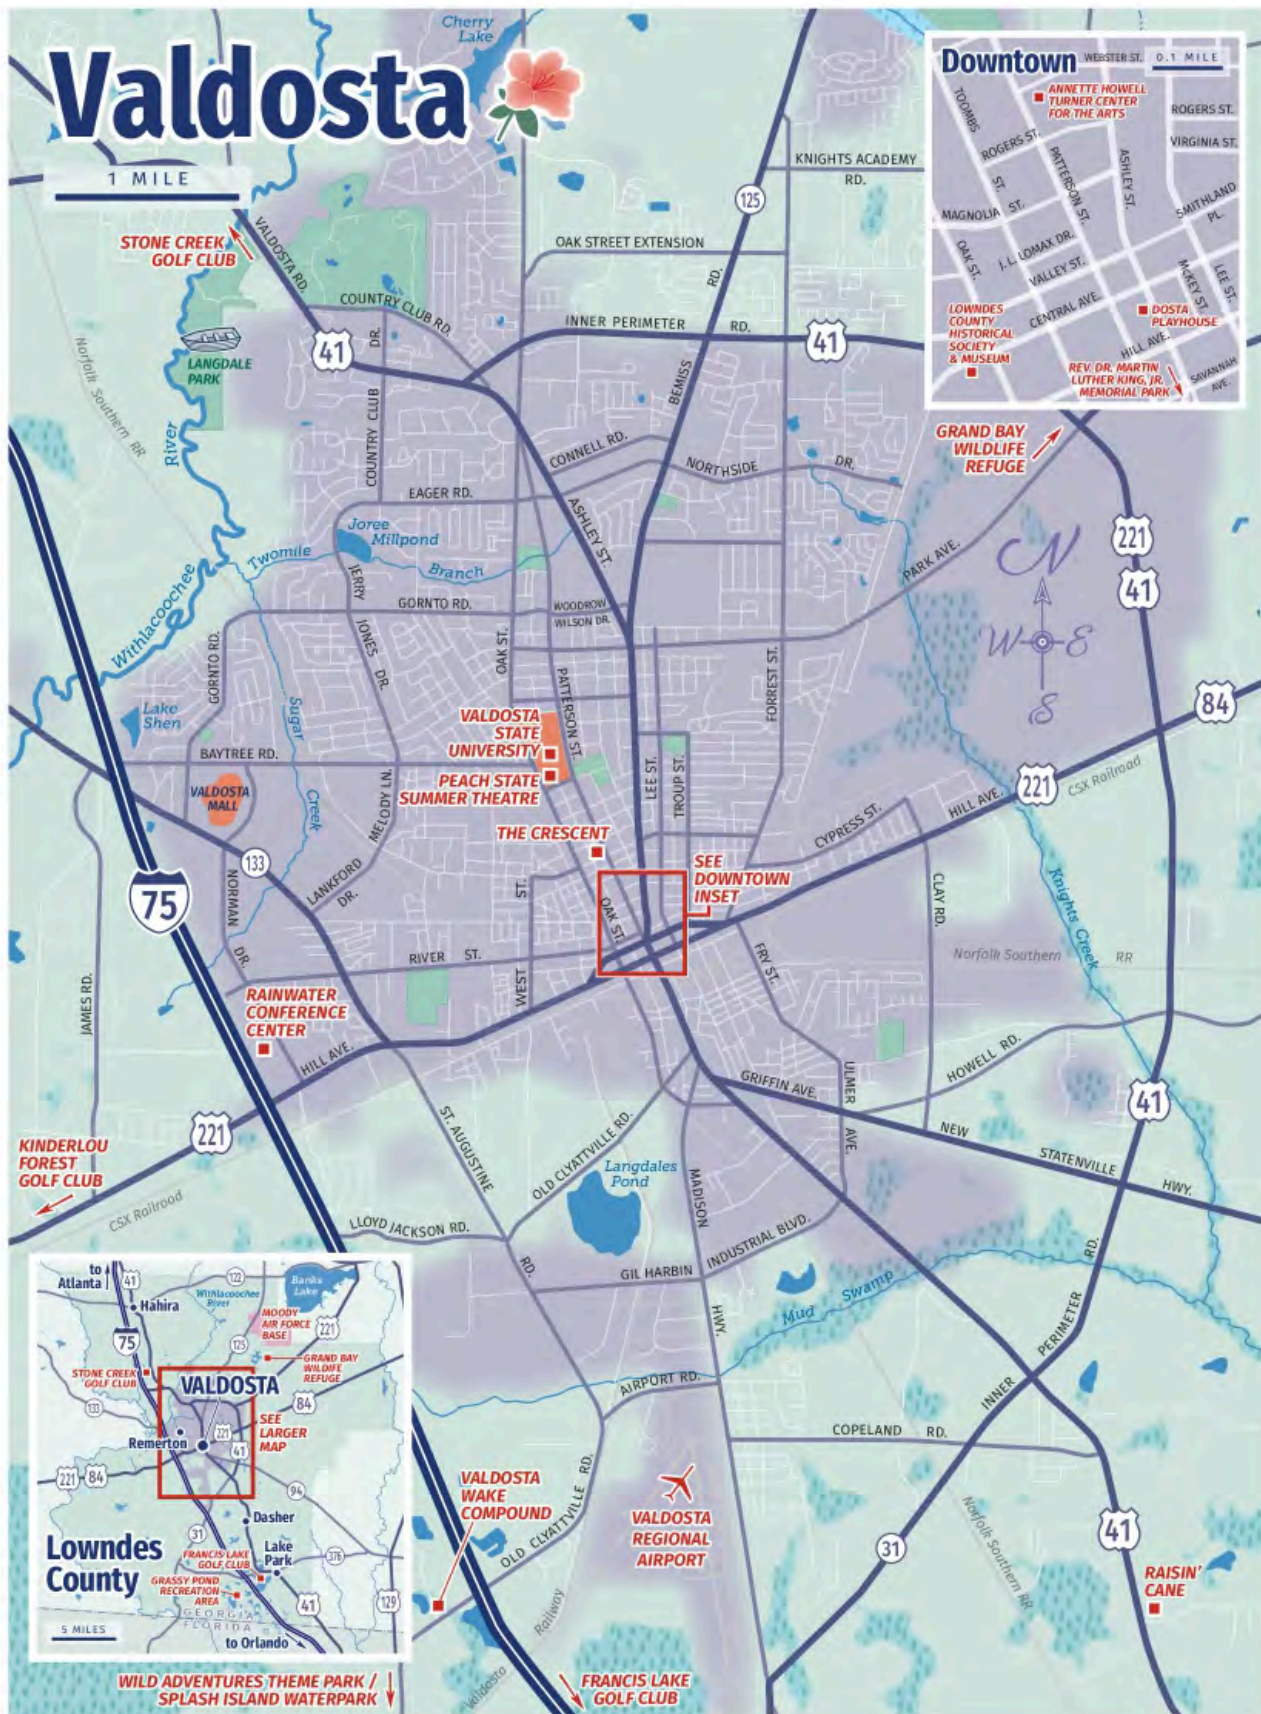 Valdosta
1 MILE
Cherry
Lake
Downtown
0.1 MILE
WEBSTER ST.
ANNETTE HOWELL
TURNER CENTER
FOR THE ARTS
TOOMBS
ST.
ROGERS ST.
ROGERS ST.
VIRGINIA ST.
PATTERSON ST.
ASHLEY ST.
MAGNOLIA ST.
SMITHLAND
PL.
OAK ST.
J.L. LOMAX DR.
VALLEY ST.
CENTRAL AVE.
MCKEY ST.
LEE ST.
LOWNDES
COUNTY
HISTORICAL
SOCIETY
& MUSEUM
DOSTA
PLAYHOUSE
HILL AVE.
REV. DR. MARTIN
LUTHER KING, JR.
MEMORIAL PARK
SAVANNAH
AVE.
KNIGHTS ACADEMY
RD.
125
STONE CREEK
GOLF CLUB
VALDOSTA RD.
OAK STREET EXTENSION
COUNTRY CLUB RD.
INNER PERIMETER RD.
41
41
LANGDALE
PARK
Norfolk Southern RR
River
COUNTRY CLUB
DR.
BEMISS
RD.
CONNELL RD.
NORTHSIDE DR.
GRAND BAY
WILDLIFE
REFUGE
EAGER RD.
ASHLEY ST.
Joree
Millpond
Twomile
Branch
221
41
PARK AVE.
N
W
E
S
Withlacoochee
JERRY
JONES
DR.
GORNTO RD.
WOODROW
WILSON DR.
GORNTO RD.
OAK ST.
PATTERSON ST.
FORREST ST.
Lake
Shen
Sugar
Creek
VALDOSTA
STATE
UNIVERSITY
84
BAYTREE RD.
PEACH STATE
SUMMER THEATRE
LEE ST.
TROUP ST.
221
CSX Railroad
VALDOSTA
MALL
MELODY LN.
HILL AVE.
CYPRESS ST.
THE CRESCENT
133
SEE
DOWNTOWN
INSET
LANKFORD
DR.
75
NORMAN
DR.
WEST
ST.
OAK ST.
CLAY RD.
Knights Creek
RIVER ST.
FRY ST.
Norfolk Southern RR
JAMES RD.
RAINWATER
CONFERENCE
CENTER
HILL AVE.
HOWELL RD.
GRIFFIN AVE.
ULMER
AVE.
41
221
ST. AUGUSTINE
RD.
OLD CLYATTVILLE RD.
NEW
STATENVILLE
HWY.
KINDERLOU
FOREST
GOLF CLUB
CSX Railroad
Langdales
Pond
MADISON
HWY.
LLOYD JACKSON RD.
INDUSTRIAL BLVD.
GIL HARBIN
Mud Swamp
INNER
PERIMETER
RD.
AIRPORT RD.
COPELAND RD.
VALDOSTA
WAKE
COMPOUND
OLD CLYATTVILLE RD.
VALDOSTA
REGIONAL
AIRPORT
Norfolk Southern RR
31
41
RAISIN'
CANE
Valdosta
Railway
FRANCIS LAKE
GOLF CLUB
WILD ADVENTURES THEME PARK /
SPLASH ISLAND WATERPARK
to
Atlanta
41
122
Banks
Lake
Hahira
Withlacoochee
River
MOODY
AIR FORCE
BASE
221
75
125
GRAND BAY
WILDIFE
REFUGE
STONE CREEK
GOLF CLUB
VALDOSTA
84
133
221
41
SEE
LARGER
MAP
Remerton
221
84
94
Dasher
31
Lowndes
County
FRANCIS LAKE
GOLF CLUB
Lake
Park
376
GRASSY POND
RECREATION
AREA
41
129
GEORGIA
FLORIDA
5 MILES
to Orlando